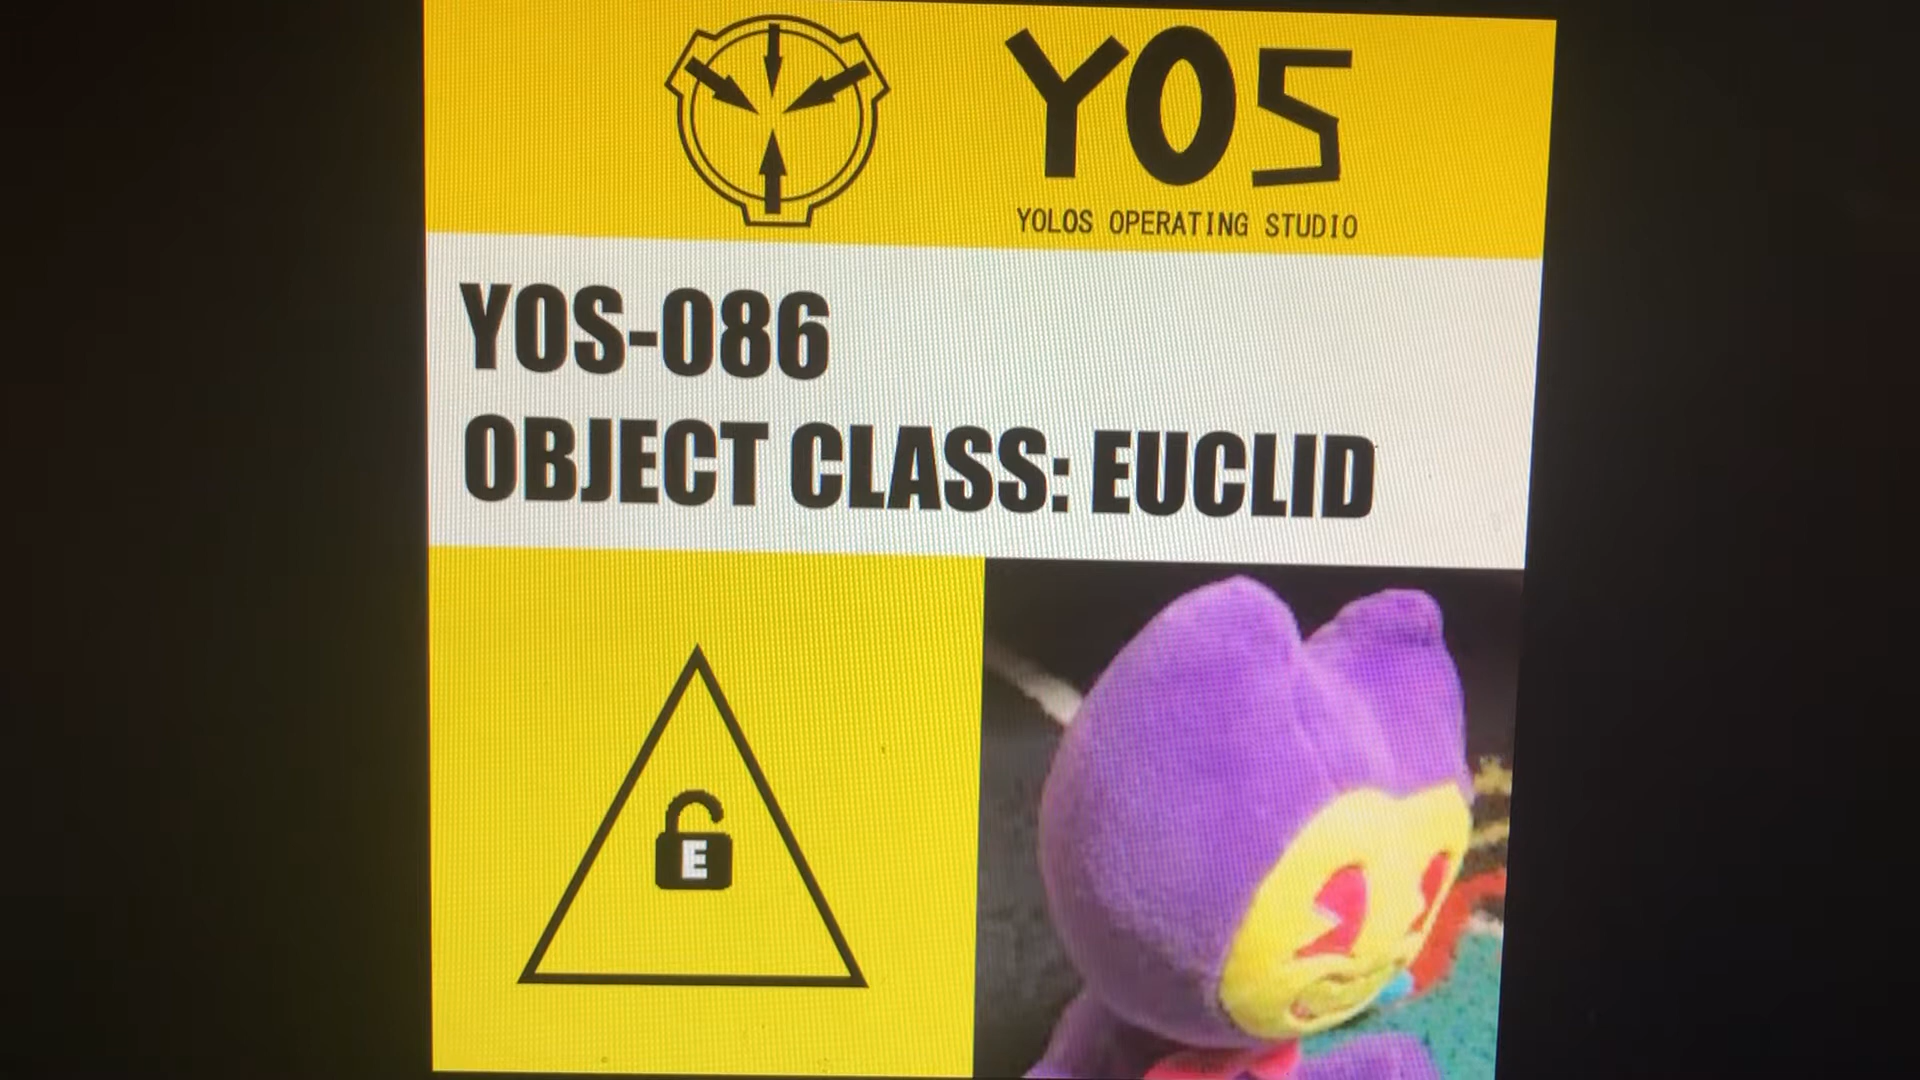 YOS
YOLOS OPERATING STUDIO
YOS-086
OBJECT CLASS: EUCLID
E